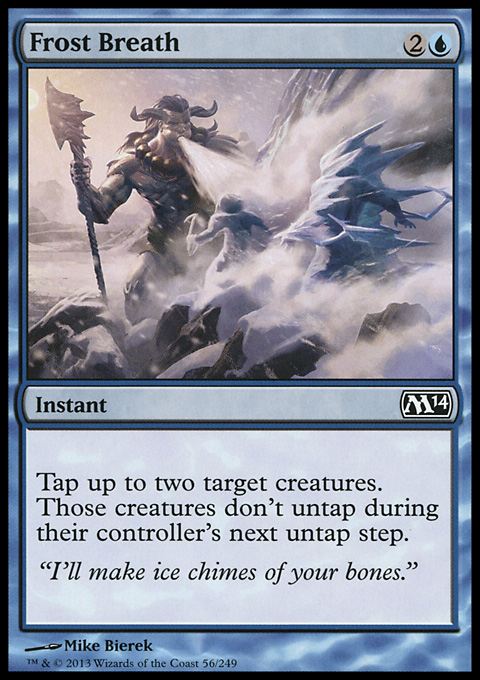 Frost Breath 2
Instant M14
Tap up to two target creatures.
Those creatures don't untap during
their controller's next untap step.
"I'll make ice chimes of your bones."
Mike Bierek
™ & © 2013 Wizards of the Coast 56/249